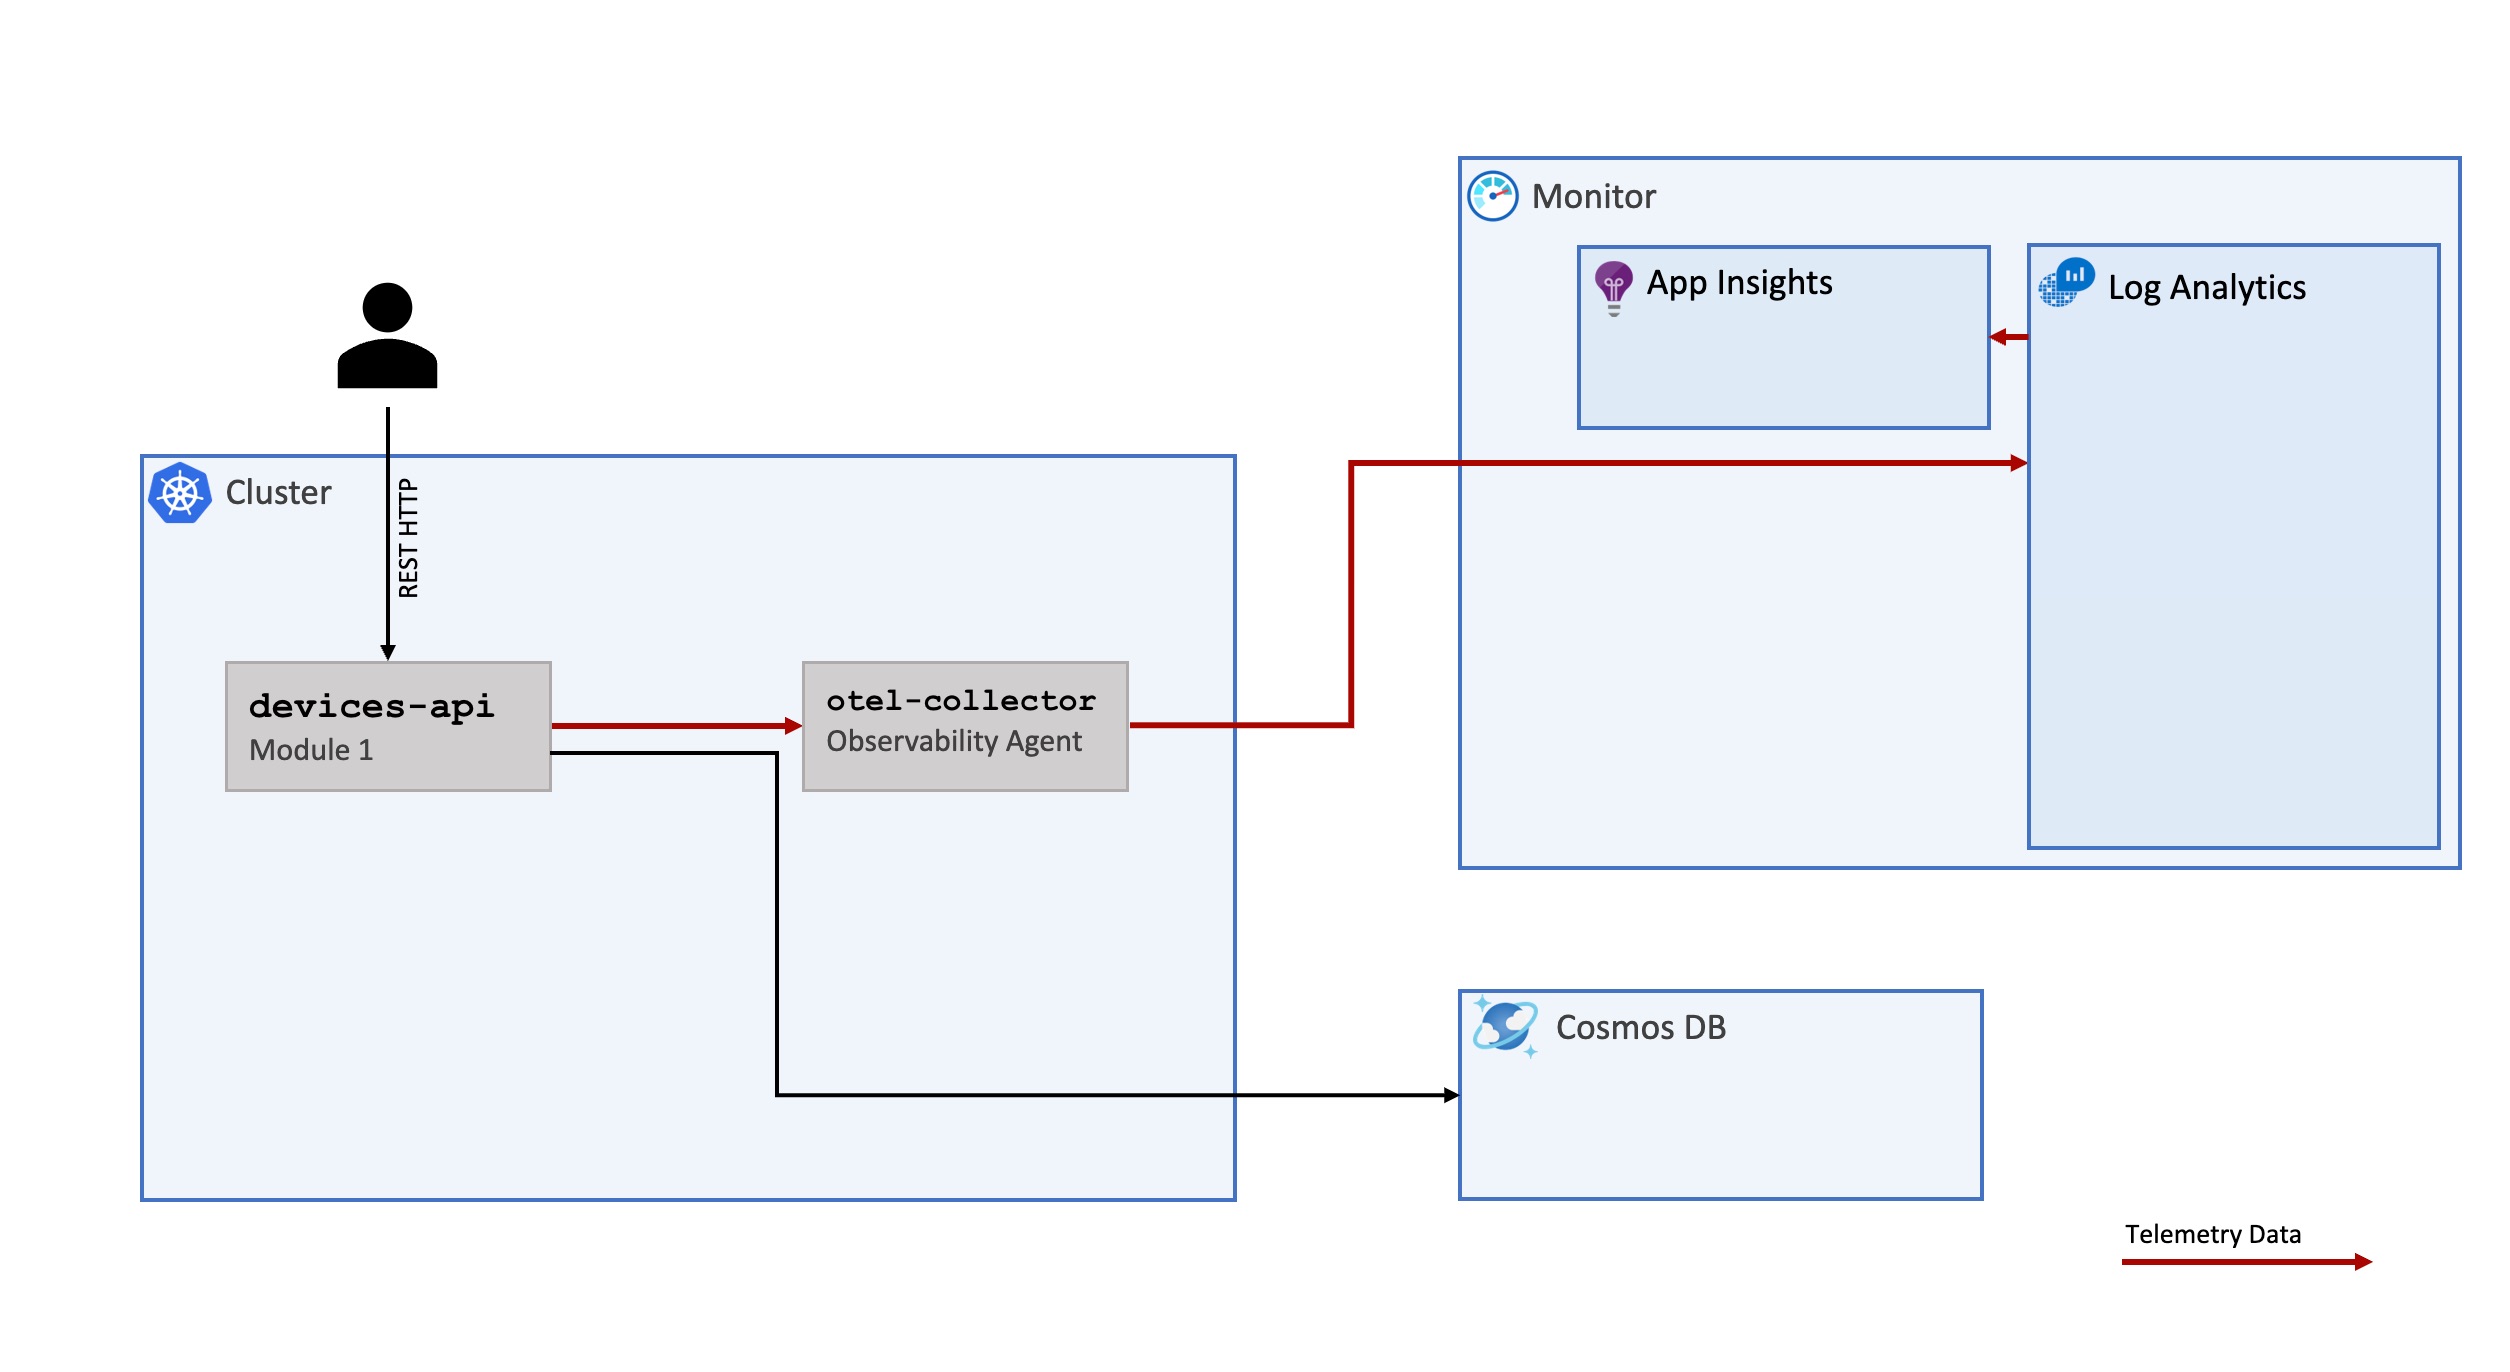 Monitor
App Insights
Log Analytics
Cluster
REST HTTP
devices-api
Module 1
otel-collector
Observability Agent
Cosmos DB
Telemetry Data